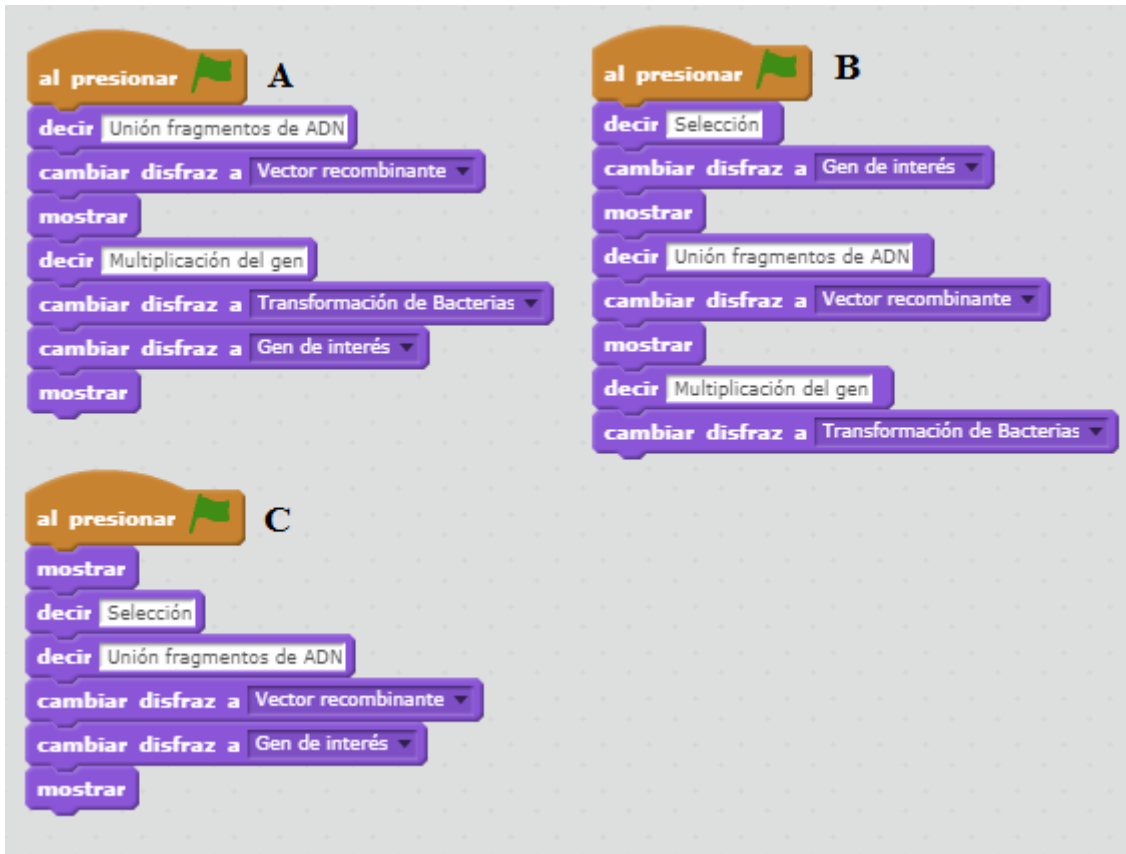 al presionar
A
decir Unión fragmentos de ADN
cambiar disfraz a Vector recombinante
mostrar
decir Multiplicación del gen
cambiar disfraz a Transformación de Bacterias
cambiar disfraz a Gen de interés
mostrar
al presionar
B
decir Selección
cambiar disfraz a Gen de interés
mostrar
decir Unión fragmentos de ADN
cambiar disfraz a Vector recombinante
mostrar
decir Multiplicación del gen
cambiar disfraz a Transformación de Bacterias
al presionar
C
mostrar
decir Selección
decir Unión fragmentos de ADN
cambiar disfraz a Vector recombinante
cambiar disfraz a Gen de interés
mostrar